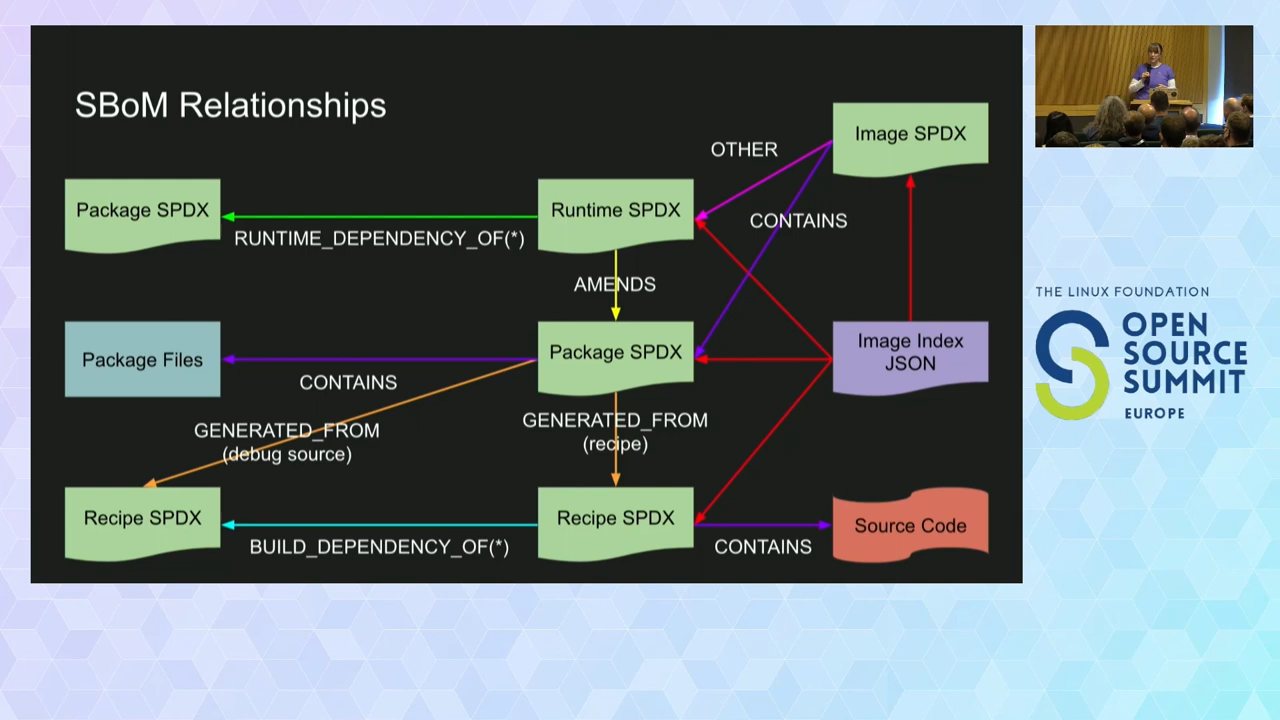 SBoM Relationships
Image SPDX
OTHER
Package SPDX
Runtime SPDX
CONTAINS
RUNTIME_DEPENDENCY_OF(*)
AMENDS
Package Files
Package SPDX
Image Index
JSON
CONTAINS
GENERATED_FROM
(debug source)
GENERATED_FROM
(recipe)
Recipe SPDX
Recipe SPDX
Source Code
BUILD_DEPENDENCY_OF(*)
CONTAINS
THE LINUX FOUNDATION
OPEN
SOURCE
SUMMIT
EUROPE